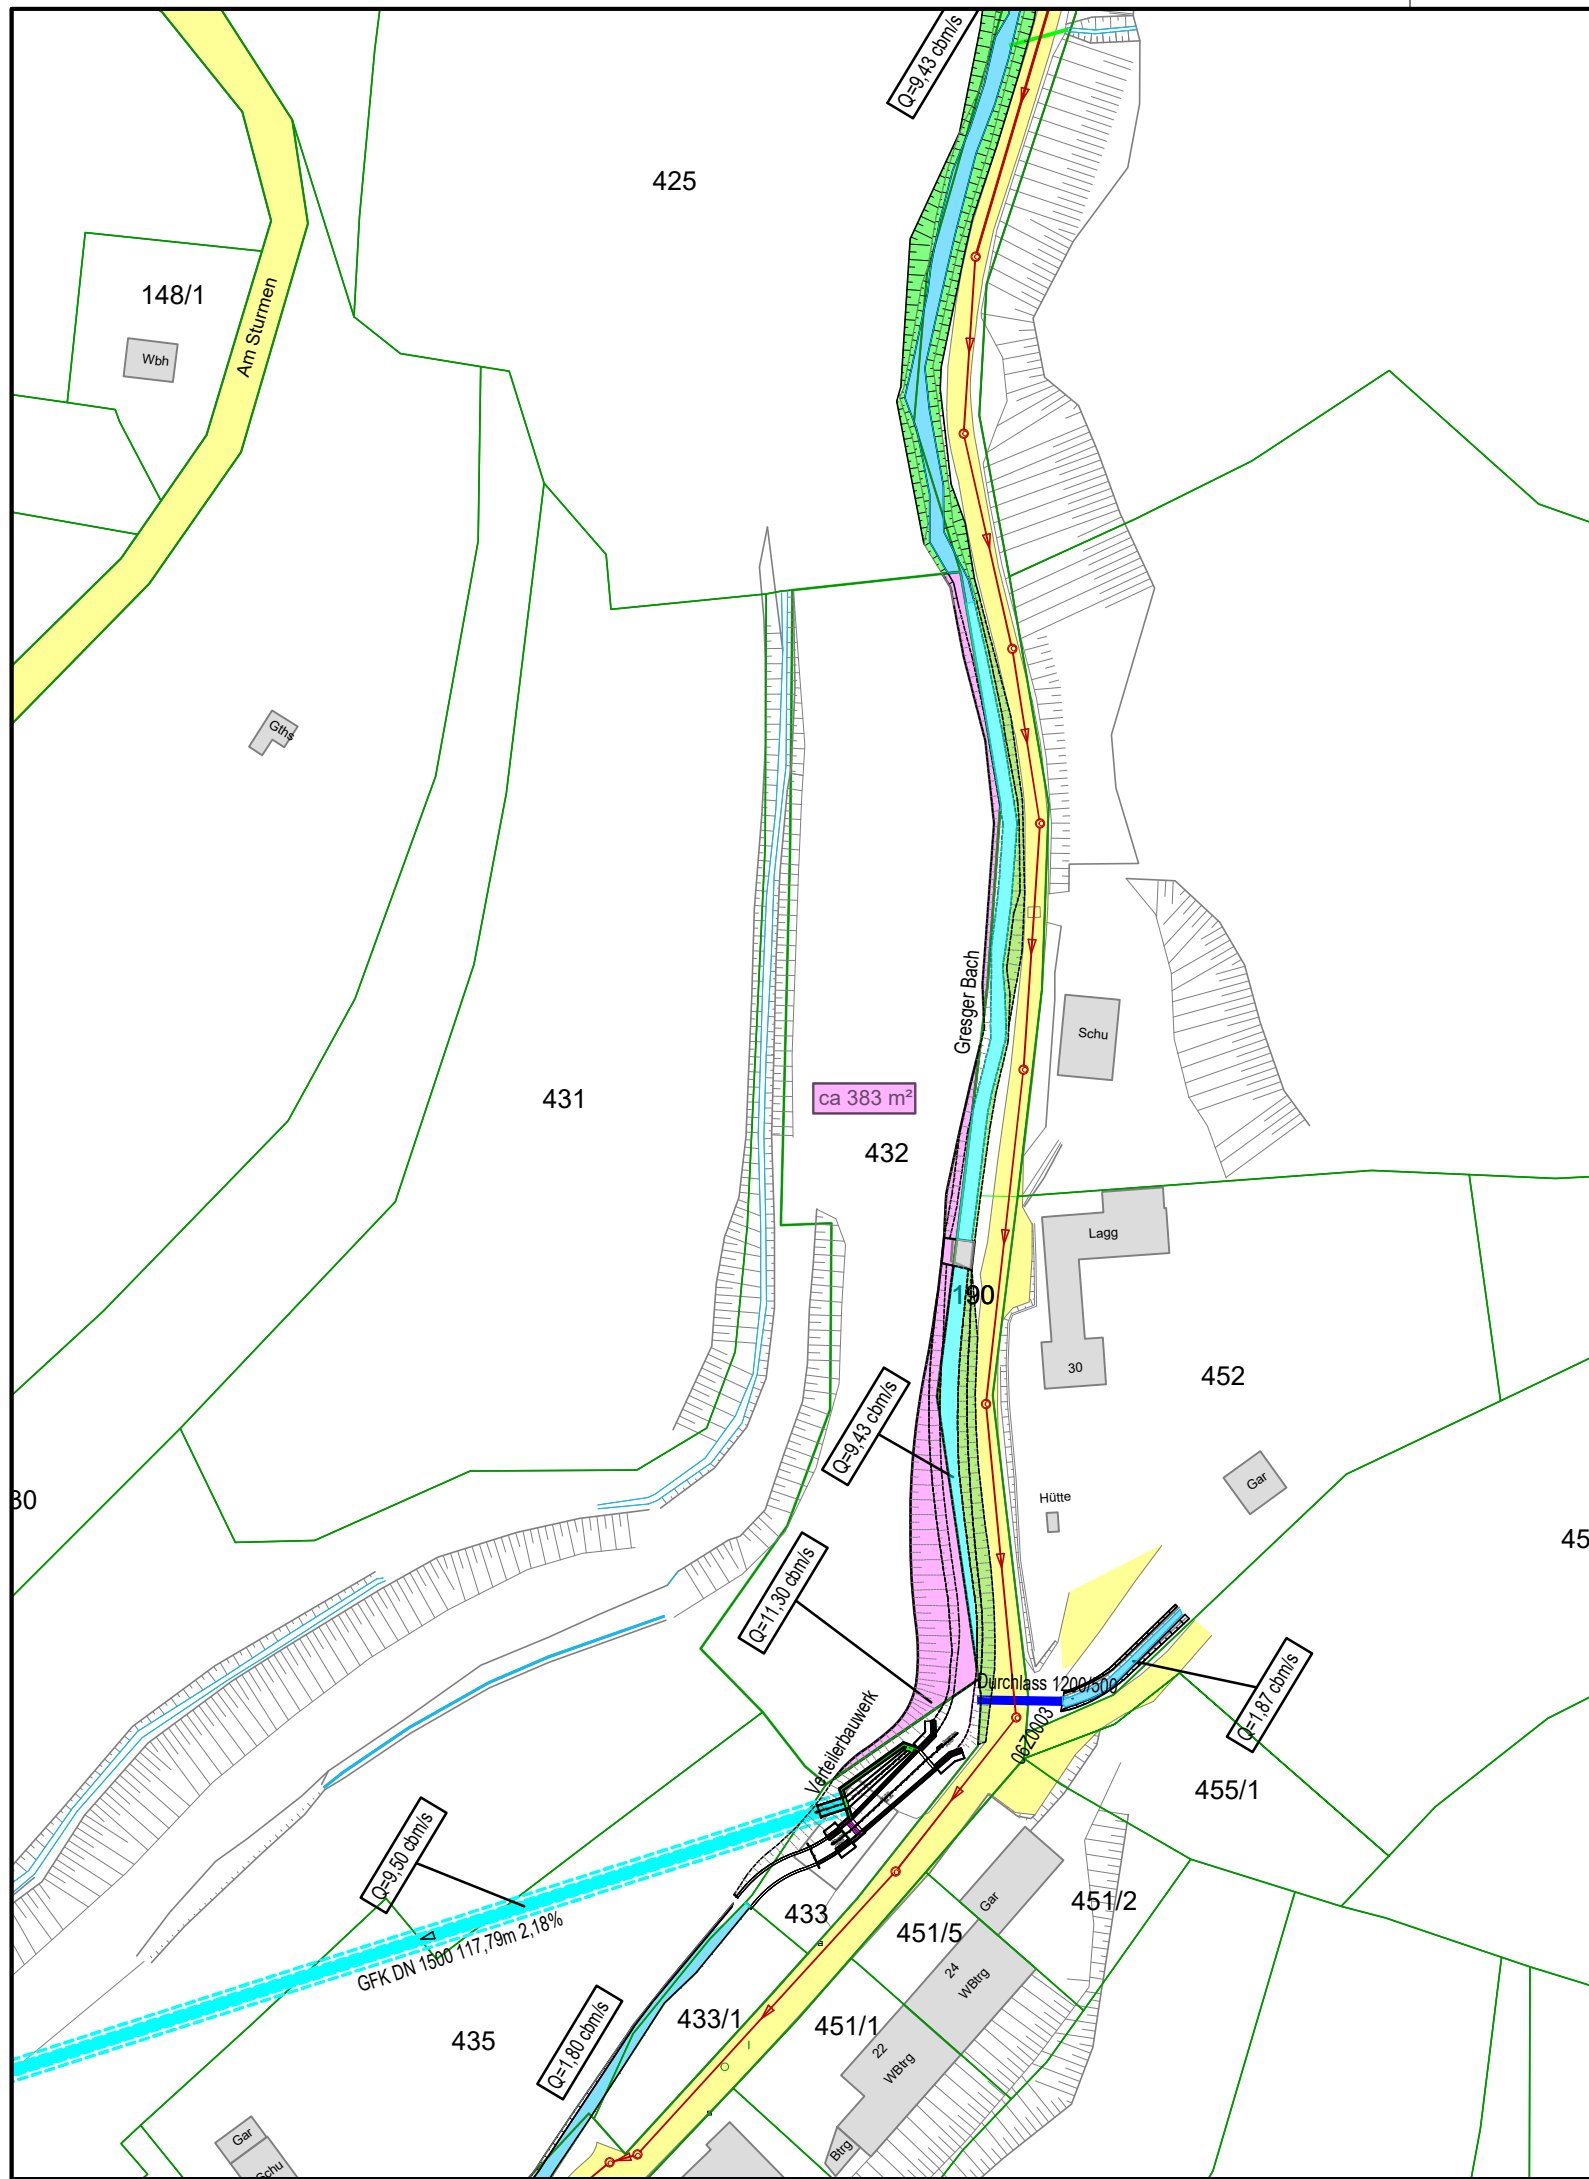 Q=9,43 cbm/s
425
148/1
Am Sturmen
Wbh
Gths
Gresger Bach
Schu
431
ca 383 m²
432
Lagg
190
30
452
Q=9,43 cbm/s
Gar
Hütte
30
45
Q=11,30 cbm/s
Durchlass 1200/500
Q=1,87 cbm/s
06Z0003
Verteilerbauwerk
455/1
Q=9,50 cbm/s
GFK DN 1500 117,79m 2,18%
433
Gar
451/2
451/5
24
WBtrg
433/1
451/1
435
Q=1,80 cbm/s
22
WBtrg
Btrg
Gar
Schu